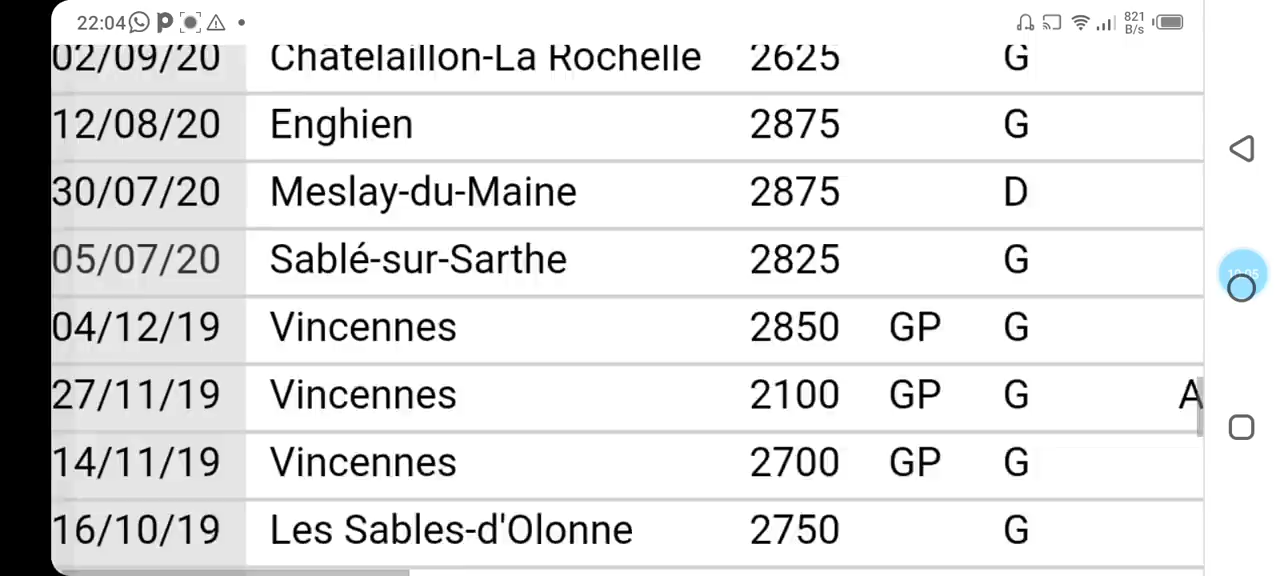 22:04 821 B/s
02/09/20 Chatelaillon-La Rochelle 2625 G
12/08/20 Enghien 2875 G
30/07/20 Meslay-du-Maine 2875 D
05/07/20 Sablé-sur-Sarthe 2825 G
04/12/19 Vincennes 2850 GP G
27/11/19 Vincennes 2100 GP G A
14/11/19 Vincennes 2700 GP G
16/10/19 Les Sables-d'Olonne 2750 G